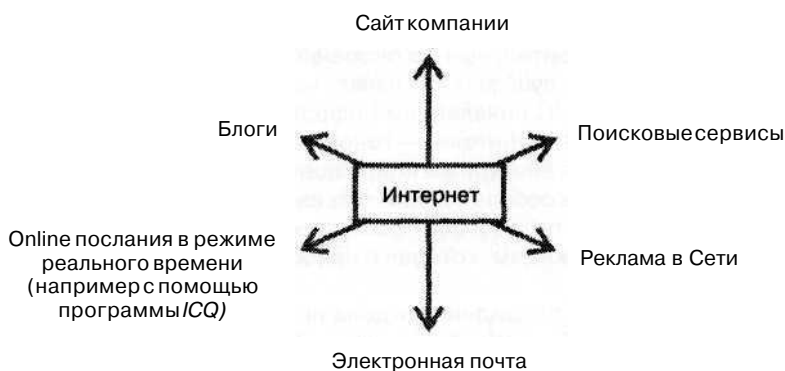 Сайт компании
Блоги
Поисковые сервисы
Интернет
Online послания в режиме
реального времени
(например с помощью
программы ICQ)
Реклама в Сети
Электронная почта